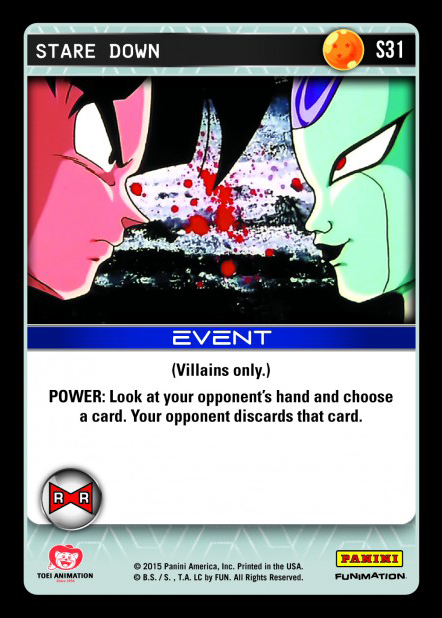 STARE DOWN
S31
EVENT
(Villains only.)
POWER: Look at your opponent's hand and choose
a card. Your opponent discards that card.
R R
TOEI ANIMATION
Since 1956
© 2015 Panini America, Inc. Printed in the USA.
© B.S./ S. , T.A. LC by FUN. All Rights Reserved.
PANINI
FUNIMATION